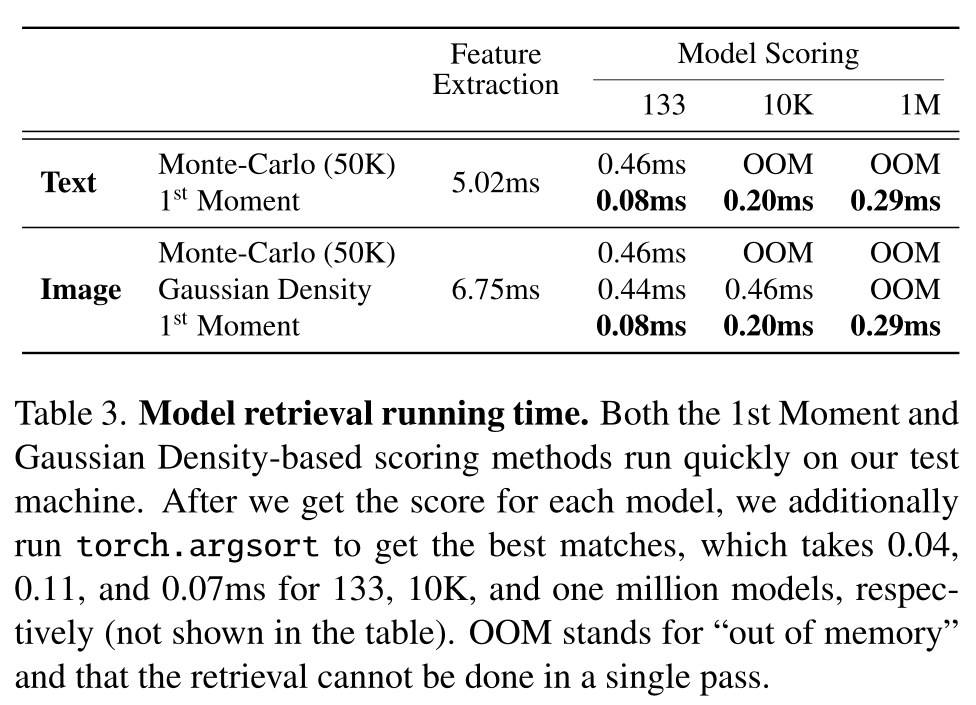 Feature Extraction Model Scoring
133 10K 1M
Text Monte-Carlo (50K) 5.02ms 0.46ms OOM OOM
1st Moment 0.08ms 0.20ms 0.29ms
Image Monte-Carlo (50K) 6.75ms 0.46ms OOM OOM
Gaussian Density 0.44ms 0.46ms OOM
1st Moment 0.08ms 0.20ms 0.29ms
Table 3. Model retrieval running time. Both the 1st Moment and
Gaussian Density-based scoring methods run quickly on our test
machine. After we get the score for each model, we additionally
run torch.argsort to get the best matches, which takes 0.04,
0.11, and 0.07ms for 133, 10K, and one million models, respec-
tively (not shown in the table). OOM stands for “out of memory”
and that the retrieval cannot be done in a single pass.